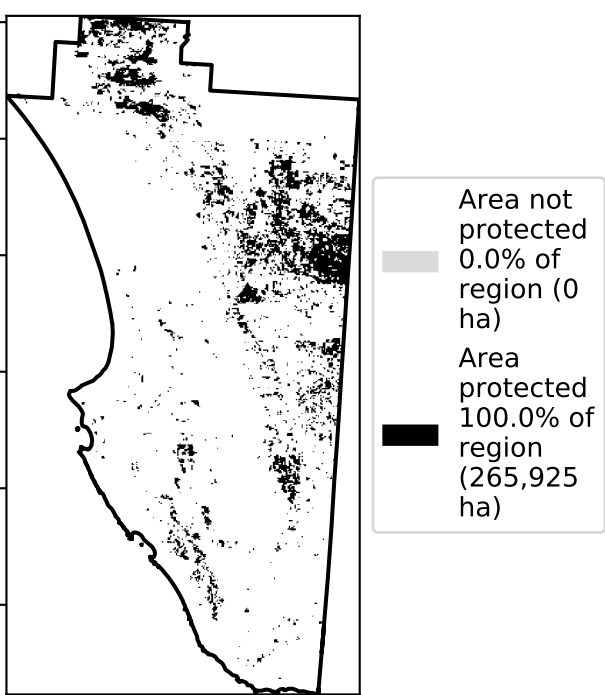 Area not
protected
0.0% of
region (0
ha)
Area
protected
100.0% of
region
(265,925
ha)